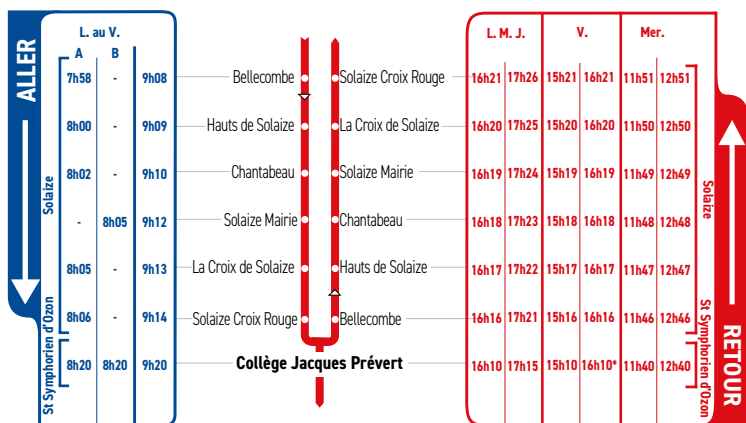 ALLER
L. au V.
A B
7h58 - 9h08 Bellecombe Solaize Croix Rouge 16h21 17h26 15h21 16h21 11h51 12h51
8h00 - 9h09 Hauts de Solaize La Croix de Solaize 16h20 17h25 15h20 16h20 11h50 12h50
8h02 - 9h10 Chantabeau Solaize Mairie 16h19 17h24 15h19 16h19 11h49 12h49
- 8h05 9h12 Solaize Mairie Chantabeau 16h18 17h23 15h18 16h18 11h48 12h48
8h05 - 9h13 La Croix de Solaize Hauts de Solaize 16h17 17h22 15h17 16h17 11h47 12h47
8h06 - 9h14 Solaize Croix Rouge Bellecombe 16h16 17h21 15h16 16h16 11h46 12h46
8h20 8h20 9h20 Collège Jacques Prévert 16h10 17h15 15h10 16h10* 11h40 12h40
Solaize
St Symphorien d'Ozon
L. M. J. V. Mer.
Solaize
St Symphorien d'Ozon
RETOUR